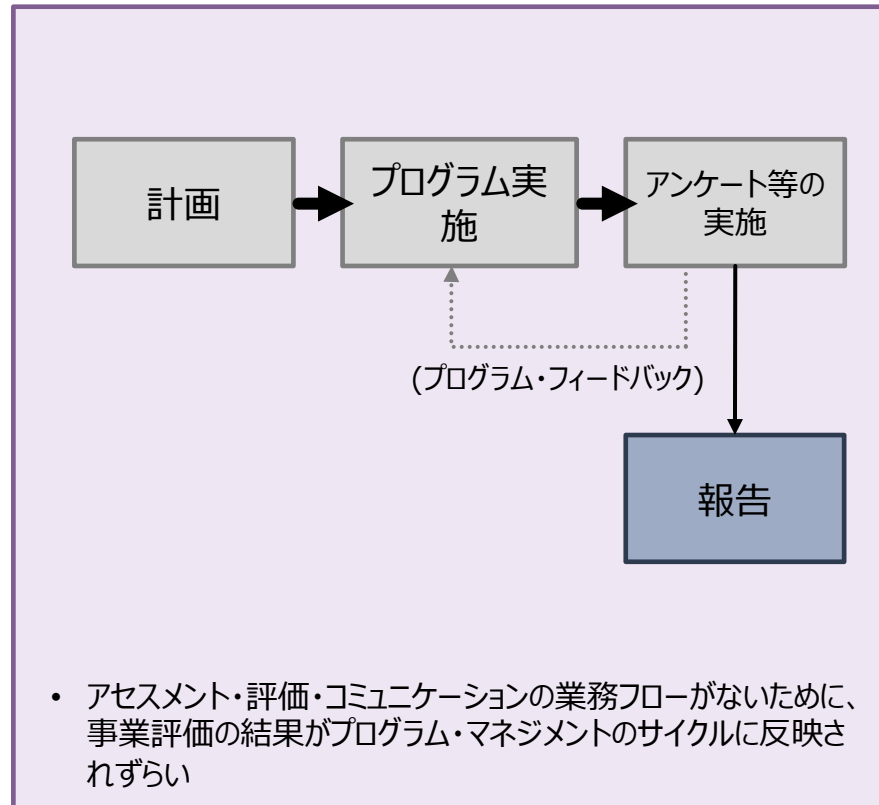 計画
プログラム実
施
アンケート等の
実施
(プログラム・フィードバック)
報告
• アセスメント・評価・コミュニケーションの業務フローがないために、
事業評価の結果がプログラム・マネジメントのサイクルに反映さ
れずらい